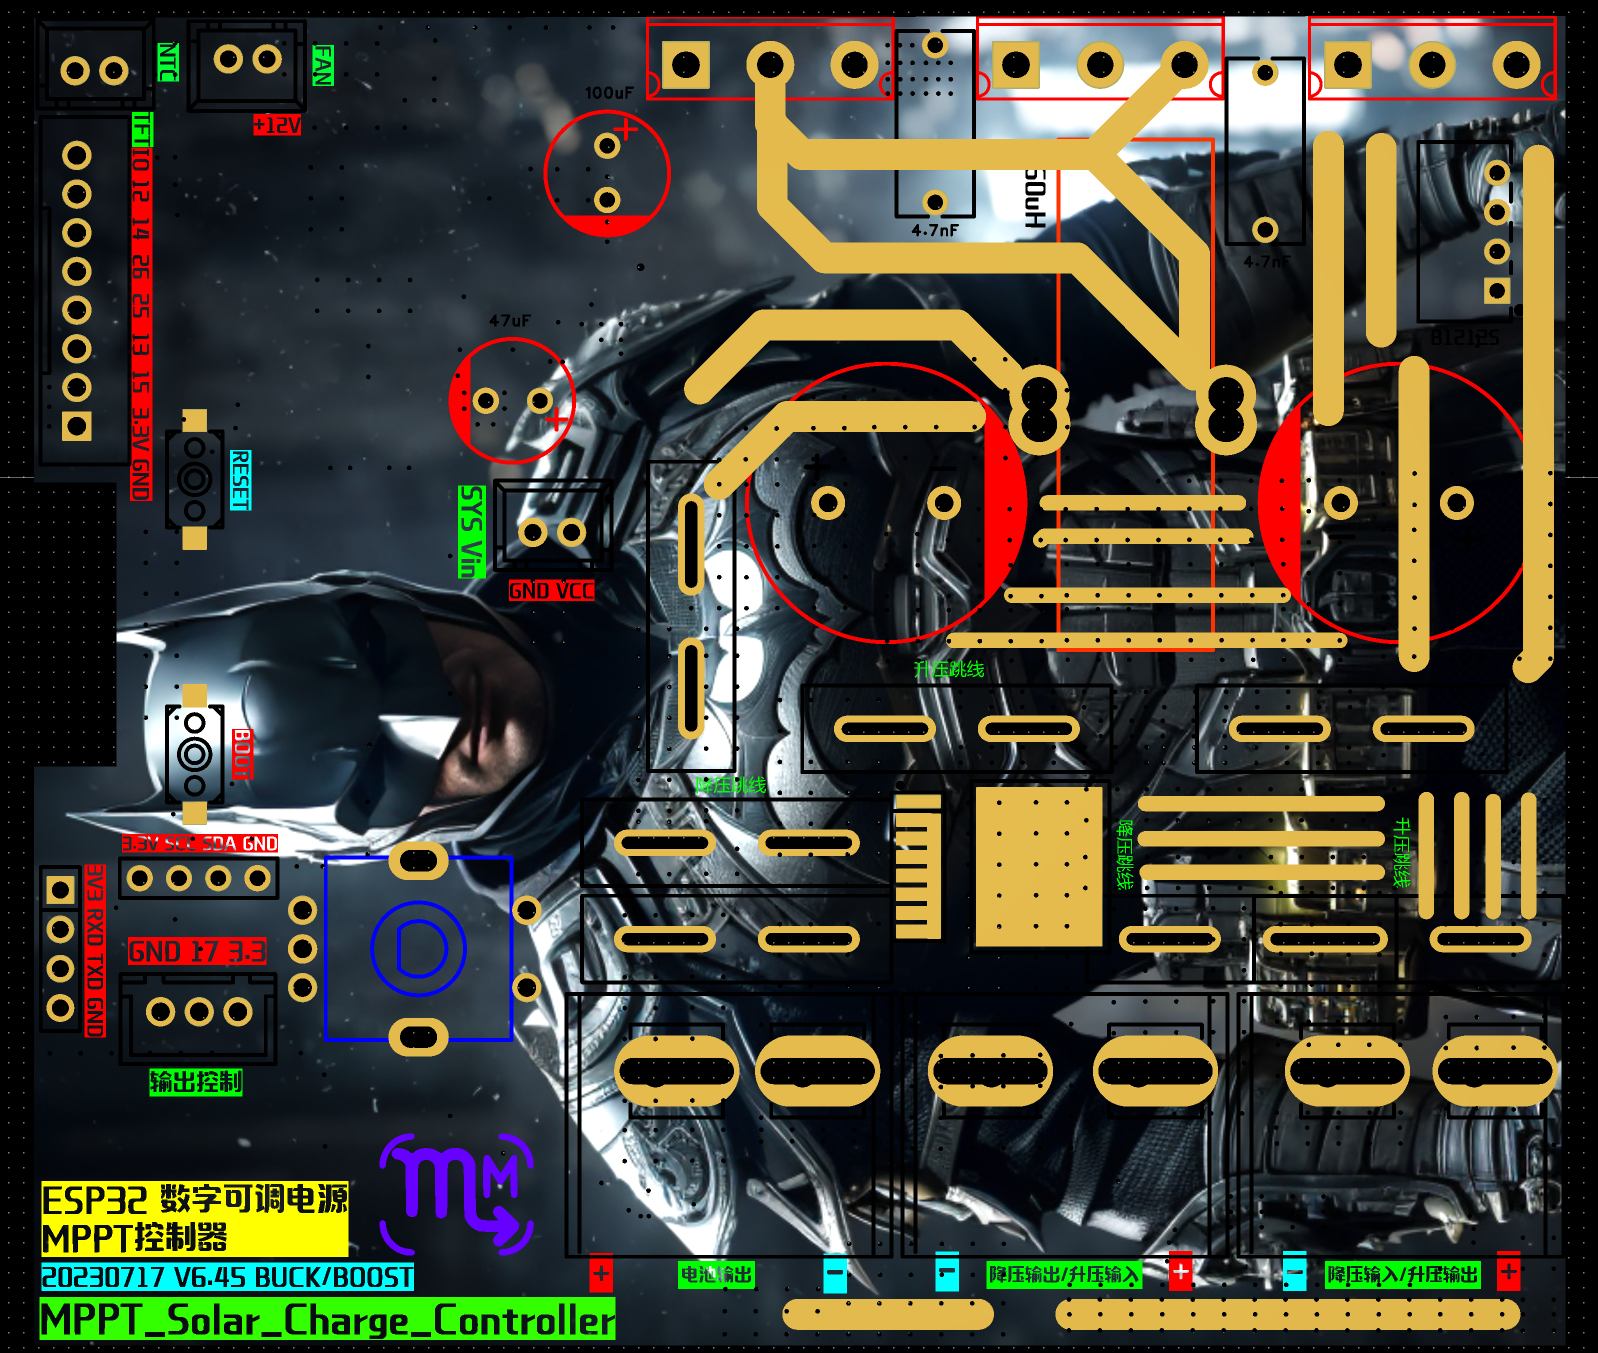 NTC
FAN
+12V
100uF
4.7nF
4.7nF
47uF
B1212S
IO 12 14 26 25 13 15 3.3V GND
RESET
SYS Vin
GND VCC
升压跳线
降压跳线
降压跳线
升压跳线
BOOT
3.3V SCL SDA GND
3V3 RXD TXD GND
GND 17 3.3
输出控制
ESP32 数字可调电源
MPPT控制器
20230717 V6.45 BUCK/BOOST
MPPT_Solar_Charge_Controller
+ 电池输出 − − 降压输出/升压输入 + − 降压输入/升压输出 +